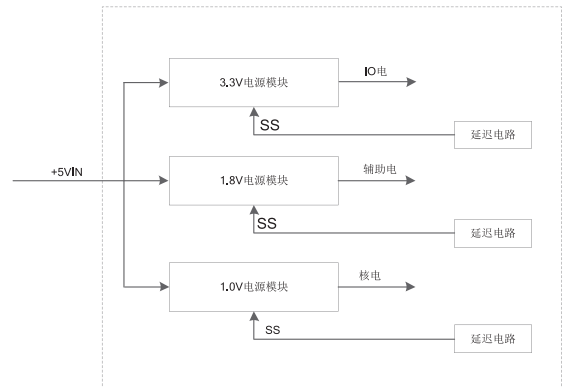 3.3V电源模块
IO电
SS
延迟电路
+5VIN
1.8V电源模块
辅助电
SS
延迟电路
1.0V电源模块
核电
SS
延迟电路